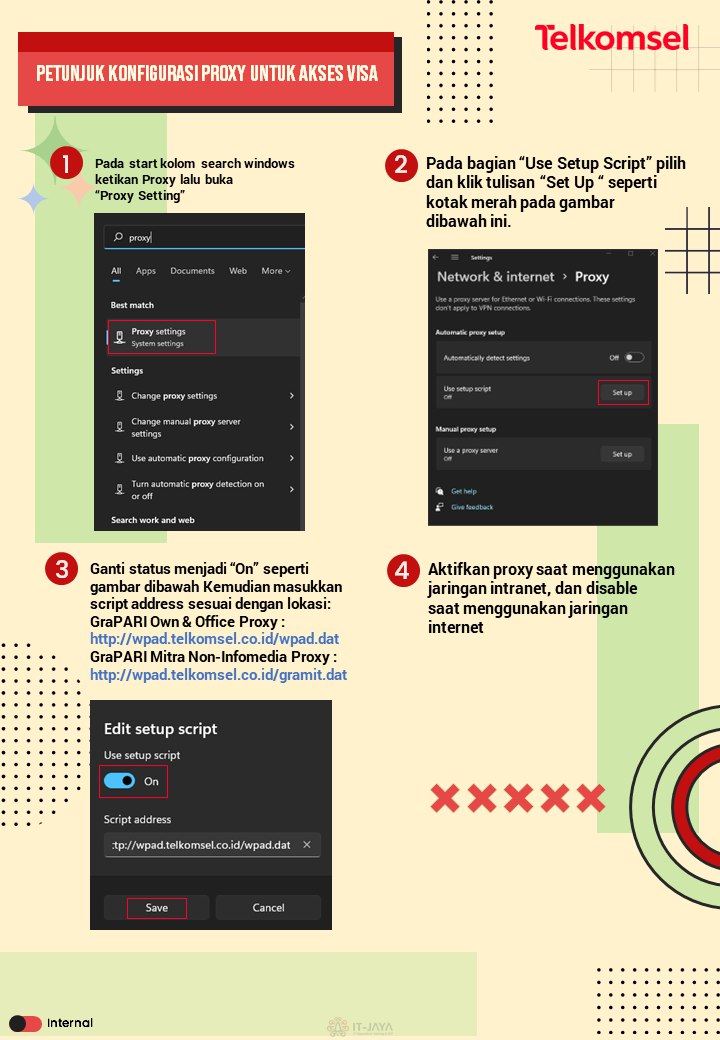 Telkomsel
PETUNJUK KONFIGURASI PROXY UNTUK AKSES VISA
1
Pada start kolom search windows
ketikan Proxy lalu buka
“Proxy Setting”
proxy
All Apps Documents Web More
Best match
Proxy settings
System settings
Settings
Change proxy settings
Change manual proxy server
settings
Use automatic proxy configuration
Turn automatic proxy detection on
or off
Search work and web
2
Pada bagian “Use Setup Script” pilih
dan klik tulisan “Set Up “ seperti
kotak merah pada gambar
dibawah ini.
Settings
Network & internet › Proxy
Use a proxy server for Ethernet or Wi-Fi connections. These settings
don't apply to VPN connections.
Automatic proxy setup
Automatically detect settings Off
Use setup script
Off
Set up
Manual proxy setup
Use a proxy server
Off
Set up
Get help
Give feedback
3
Ganti status menjadi “On” seperti
gambar dibawah Kemudian masukkan
script address sesuai dengan lokasi:
GraPARI Own & Office Proxy :
http://wpad.telkomsel.co.id/wpad.dat
GraPARI Mitra Non-Infomedia Proxy :
http://wpad.telkomsel.co.id/gramit.dat
Edit setup script
Use setup script
On
Script address
:tp://wpad.telkomsel.co.id/wpad.dat
Save Cancel
4
Aktifkan proxy saat menggunakan
jaringan intranet, dan disable
saat menggunakan jaringan
internet
Internal
IT-JAYA